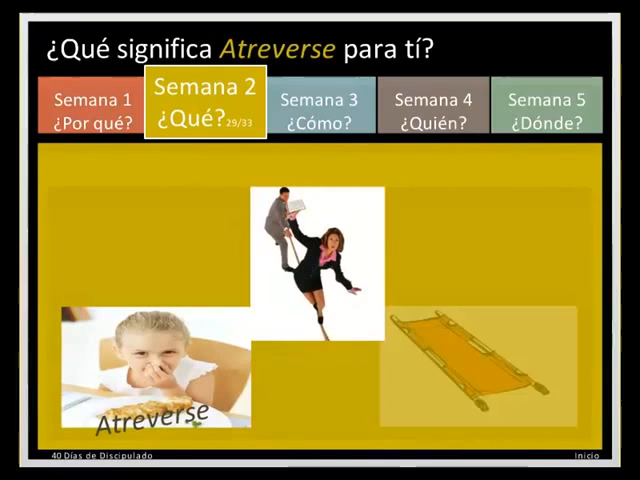 ¿Qué significa Atreverse para tí?
Semana 1
¿Por qué?
Semana 2
¿Qué?29/33
Semana 3
¿Cómo?
Semana 4
¿Quién?
Semana 5
¿Dónde?
Atreverse
40 Días de Discipulado
Inicio